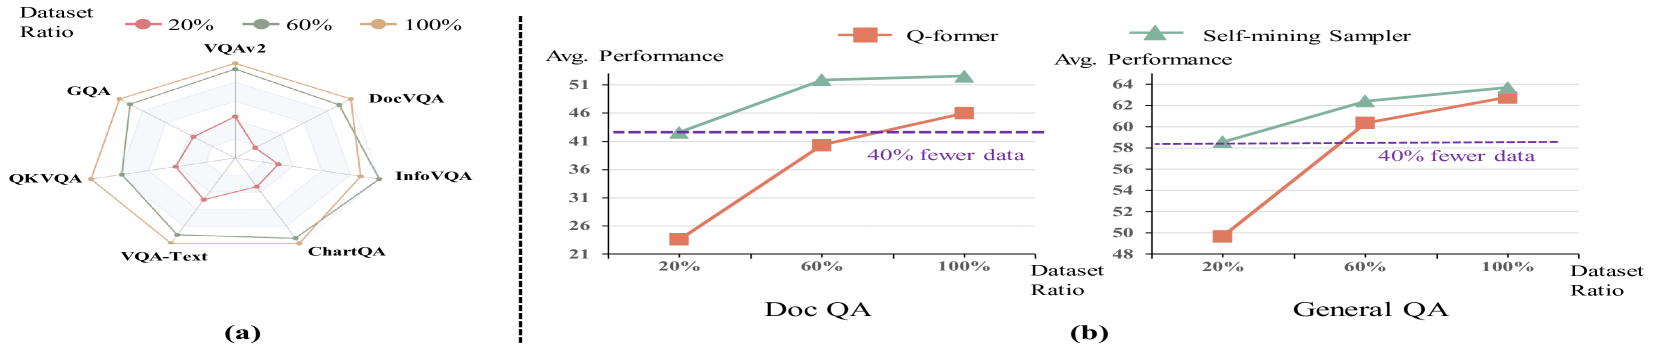 Dataset
Ratio
20%
60%
100%
VQAv2
GQA
DocVQA
QKVQA
InfoVQA
VQA-Text
ChartQA
(a)
Q-former
Self-mining Sampler
Avg. Performance
51
46
41
36
31
26
21
40% fewer data
20%
60%
100%
Dataset
Ratio
Doc QA
Avg. Performance
64
62
60
58
56
54
52
50
48
40% fewer data
20%
60%
100%
Dataset
Ratio
General QA
(b)